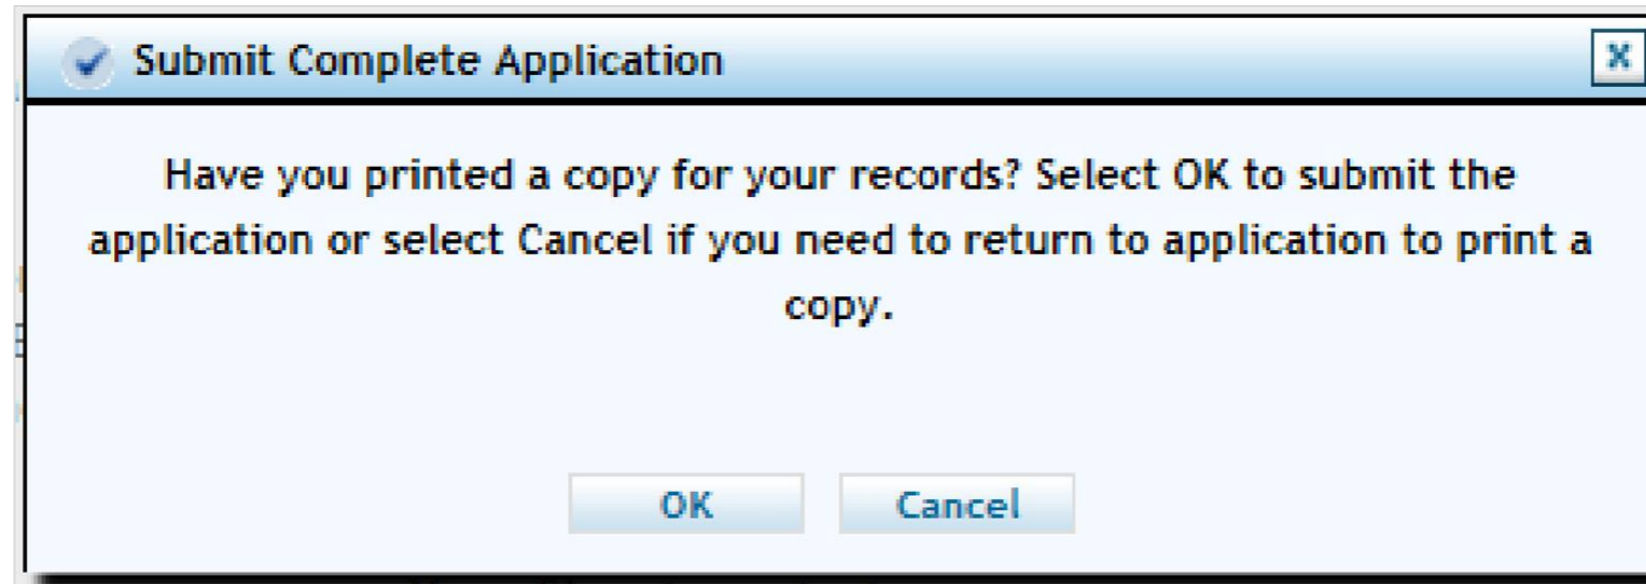 Submit Complete Application
X
Have you printed a copy for your records? Select OK to submit the
application or select Cancel if you need to return to application to print a
copy.
OK Cancel